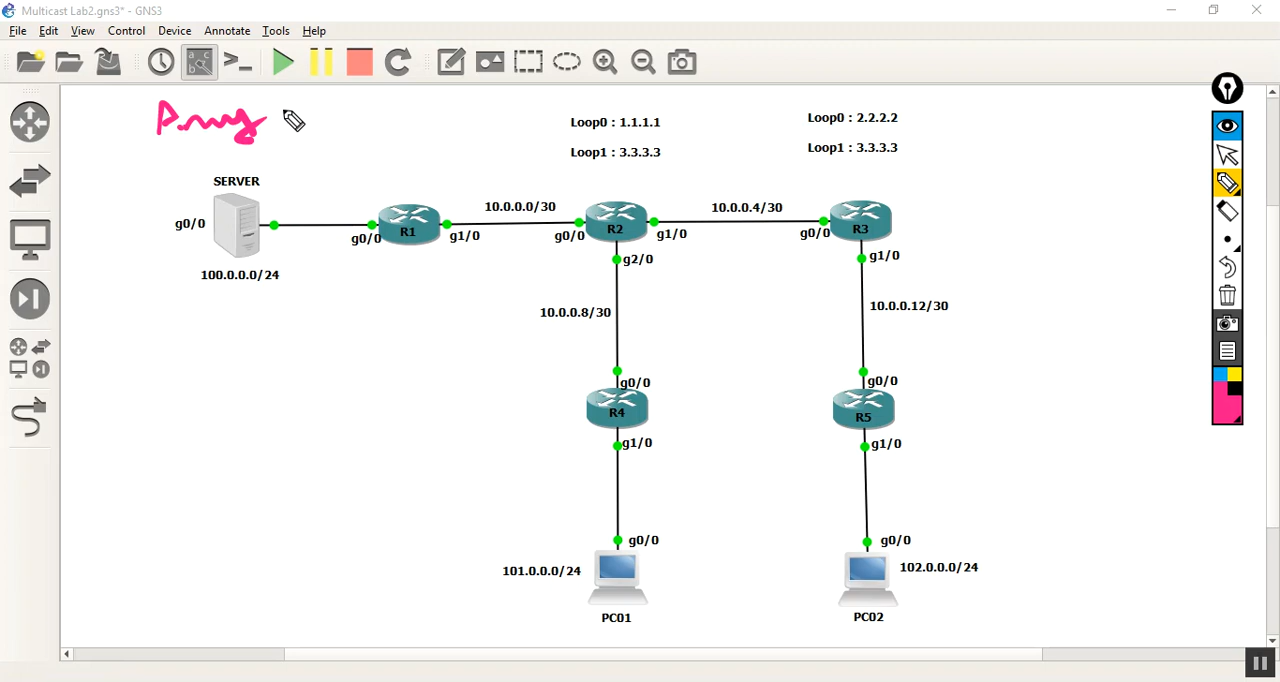 Multicast Lab2.gns3* - GNS3
File Edit View Control Device Annotate Tools Help
Loop0 : 1.1.1.1
Loop0 : 2.2.2.2
Loop1 : 3.3.3.3
Loop1 : 3.3.3.3
SERVER
10.0.0.0/30
10.0.0.4/30
g0/0
R1
R2
R3
g0/0
g1/0
g0/0
g1/0
g0/0
g1/0
g2/0
100.0.0.0/24
10.0.0.8/30
10.0.0.12/30
g0/0
g0/0
R4
R5
g1/0
g1/0
g0/0
g0/0
101.0.0.0/24
102.0.0.0/24
PC01
PC02